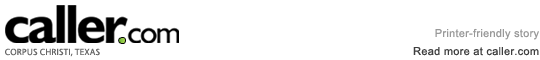 caller.com
CORPUS CHRISTI, TEXAS
Printer-friendly story
Read more at caller.com